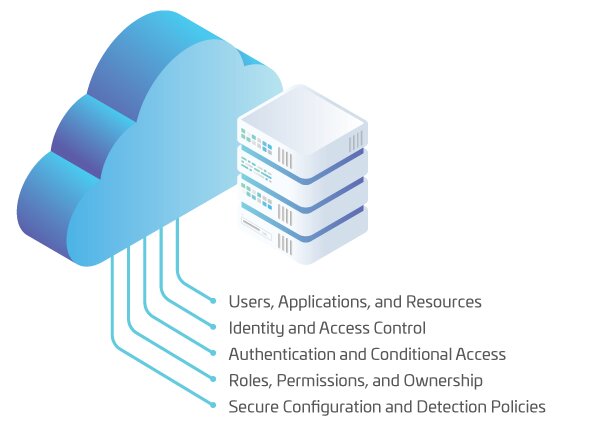 Users, Applications, and Resources
Identity and Access Control
Authentication and Conditional Access
Roles, Permissions, and Ownership
Secure Configuration and Detection Policies